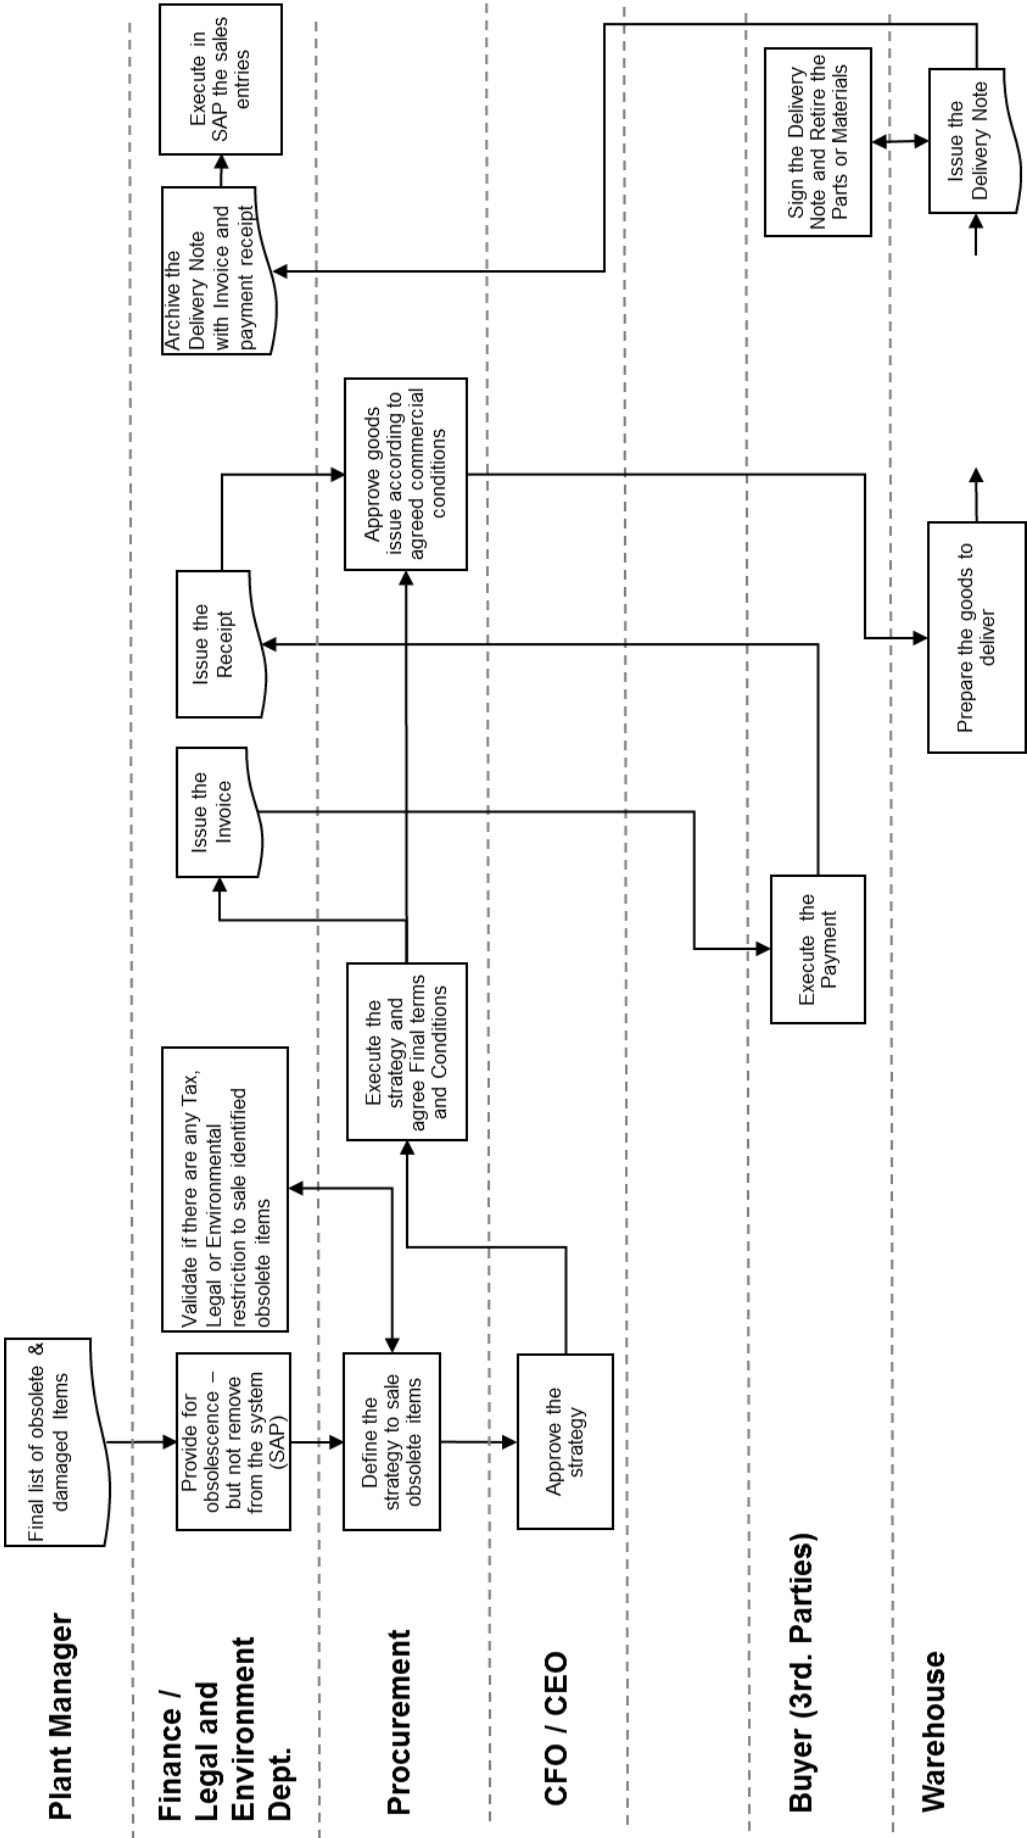 Plant Manager
Final list of obsolete &
damaged Items
Finance /
Legal and
Environment
Dept.
Provide for
obsolescence –
but not remove
from the system
(SAP)
Validate if there are any Tax,
Legal or Environmental
restriction to sale identified
obsolete items
Issue the
Invoice
Issue the
Receipt
Archive the
Delivery Note
with Invoice and
payment receipt
Execute in
SAP the sales
entries
Procurement
Define the
strategy to sale
obsolete items
Execute the
strategy and
agree Final terms
and Conditions
Approve goods
issue according to
agreed commercial
conditions
CFO / CEO
Approve the
strategy
Buyer (3rd. Parties)
Execute the
Payment
Sign the Delivery
Note and Retire the
Parts or Materials
Warehouse
Prepare the goods to
deliver
Issue the
Delivery Note